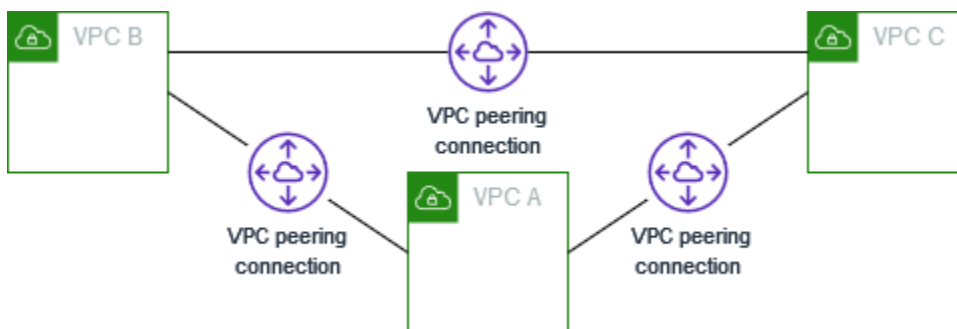 VPC B
VPC C
VPC peering
connection
VPC A
VPC peering
connection
VPC peering
connection